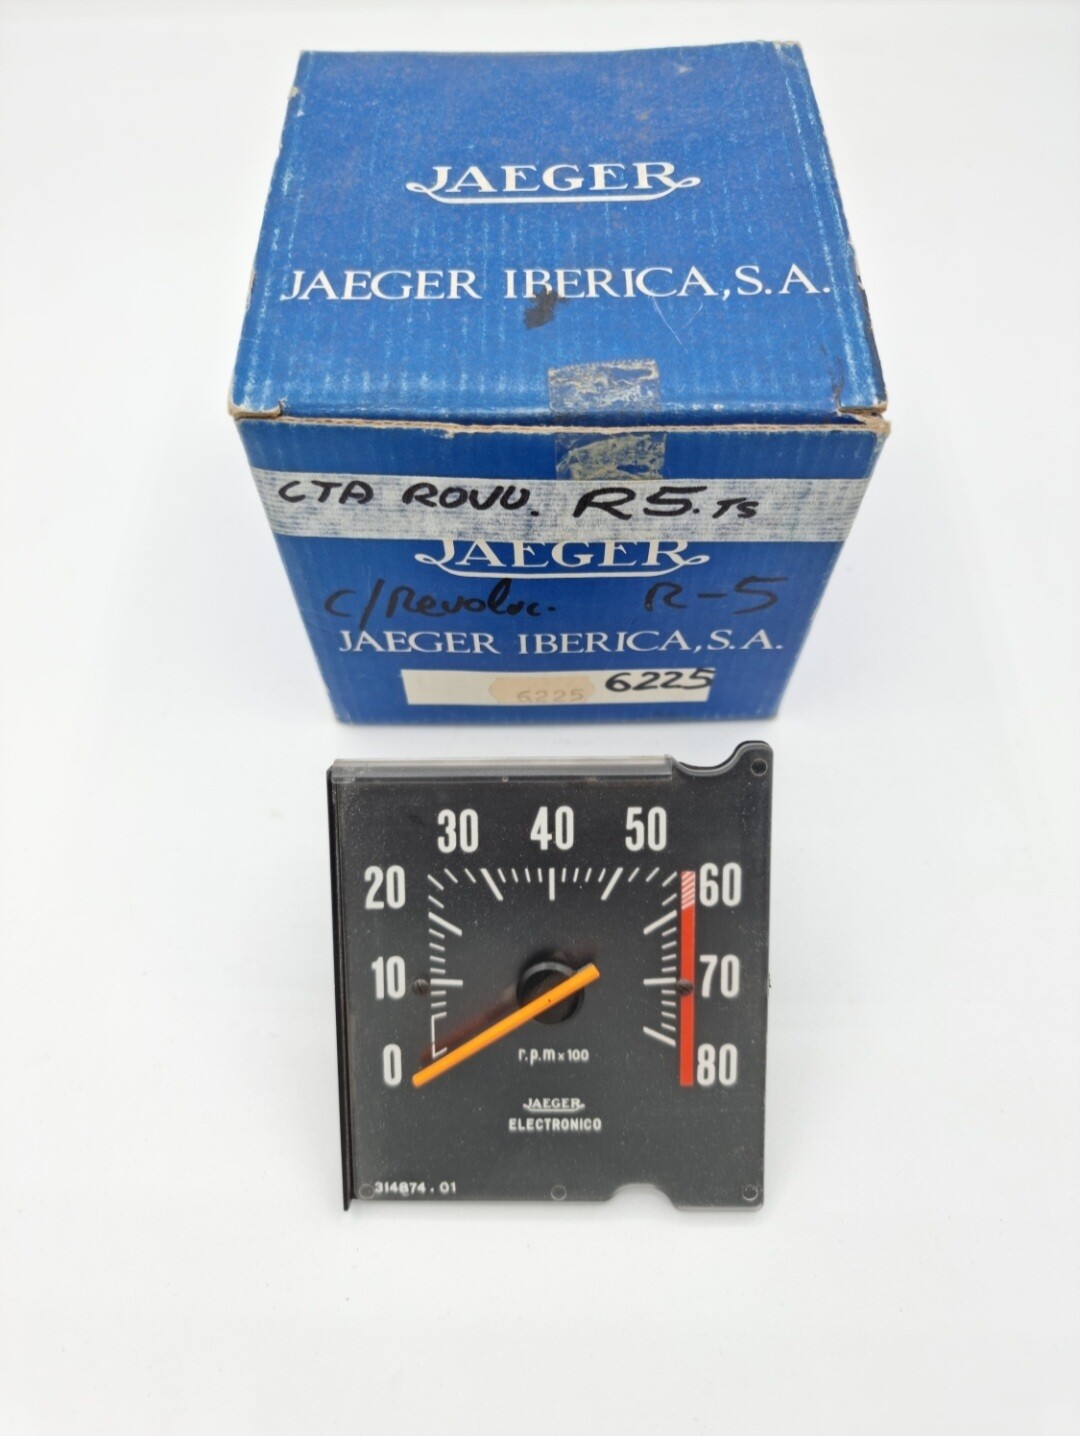 JAEGER
JAEGER IBERICA, S.A.
CTA ROVU. R5.TS
JAEGER
C/Revoluc. R-5
JAEGER IBERICA, S.A.
6225 6225
30 40 50
20 60
10 70
0 80
r.p.m x 100
JAEGER
ELECTRONICO
314874.01